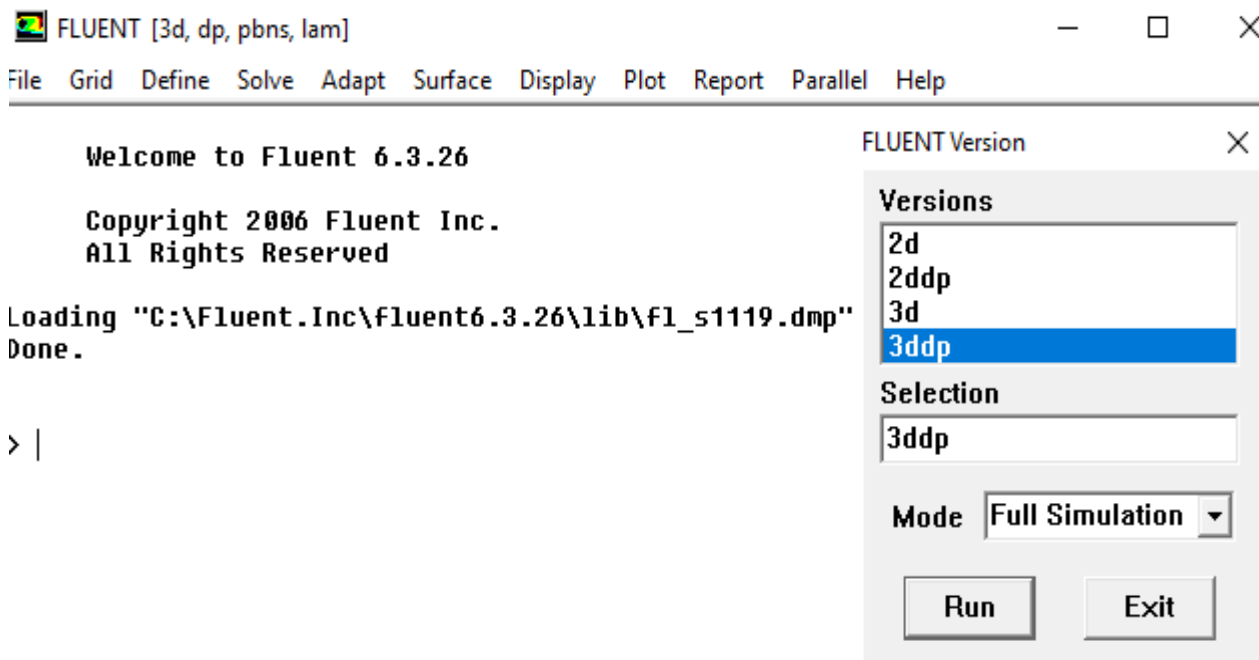 FLUENT [3d, dp, pbns, lam]
File Grid Define Solve Adapt Surface Display Plot Report Parallel Help
Welcome to Fluent 6.3.26
Copyright 2006 Fluent Inc.
All Rights Reserved
Loading "C:\Fluent.Inc\fluent6.3.26\lib\fl_s1119.dmp"
Done.
>
FLUENT Version
Versions
2d
2ddp
3d
3ddp
Selection
3ddp
Mode Full Simulation
Run Exit